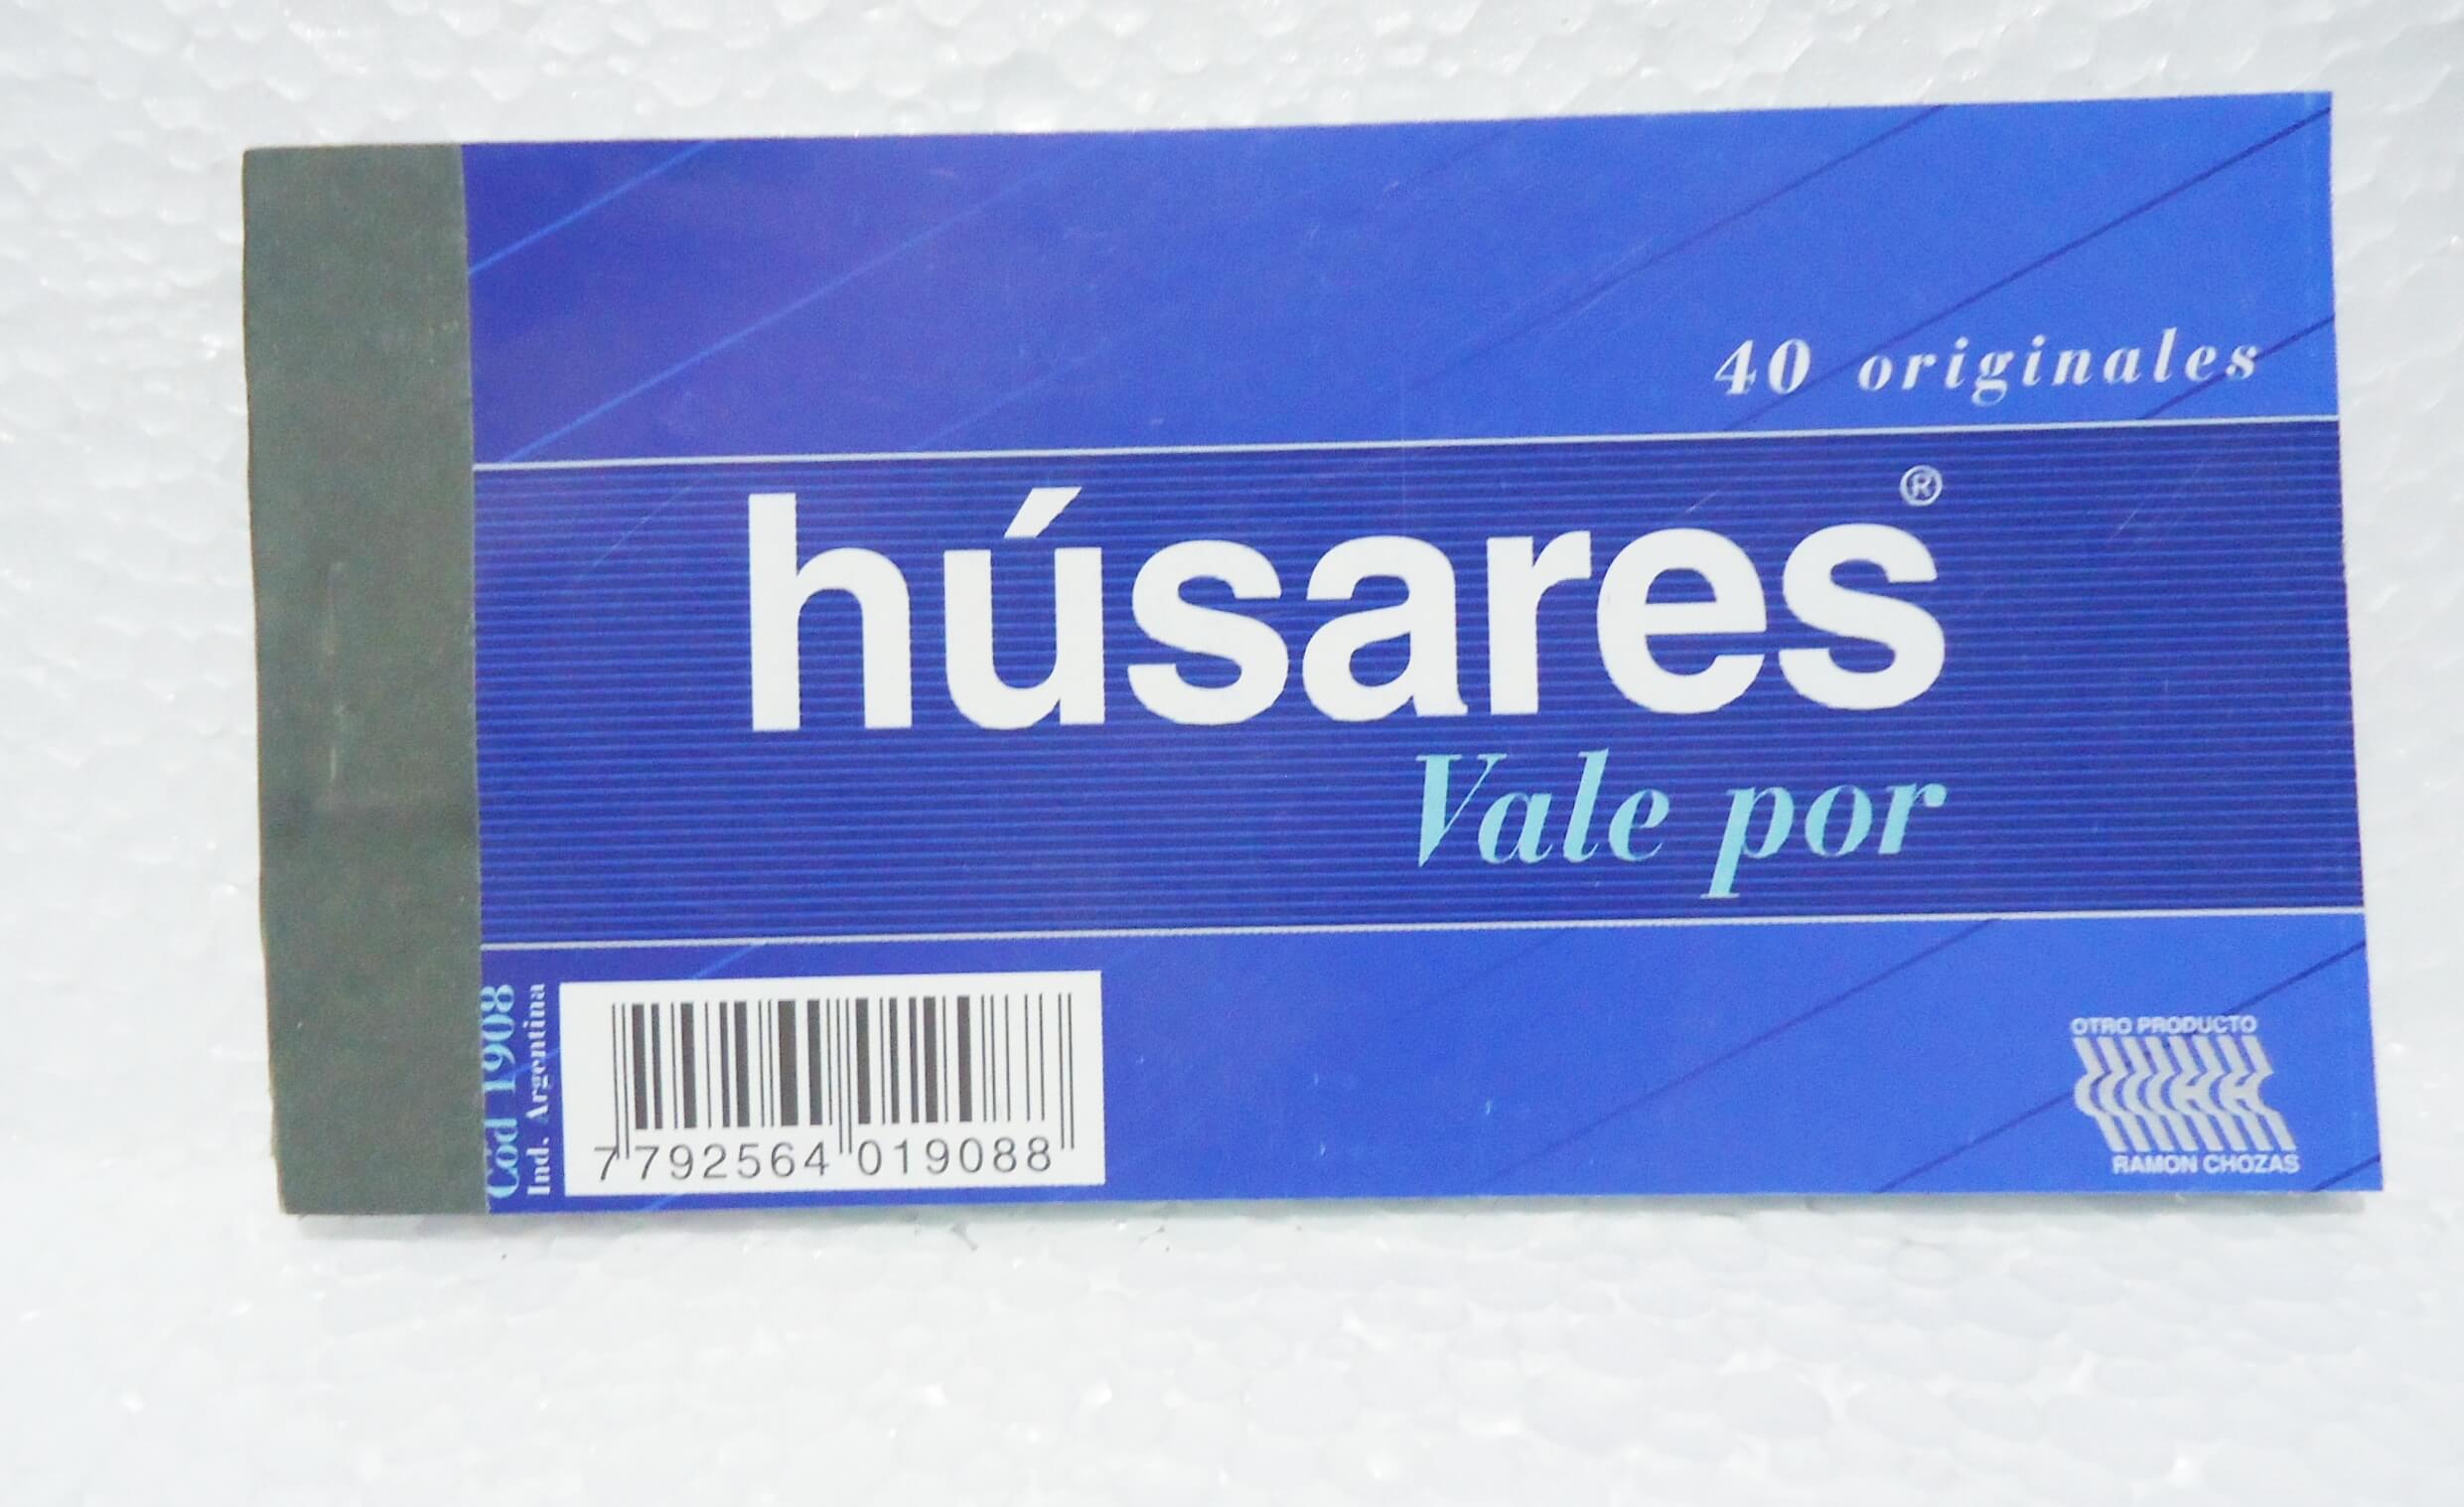 40 originales
húsares®
Vale por
Cód 1908
Ind. Argentina
7 792564 019088
OTRO PRODUCTO
RAMON CHOZAS